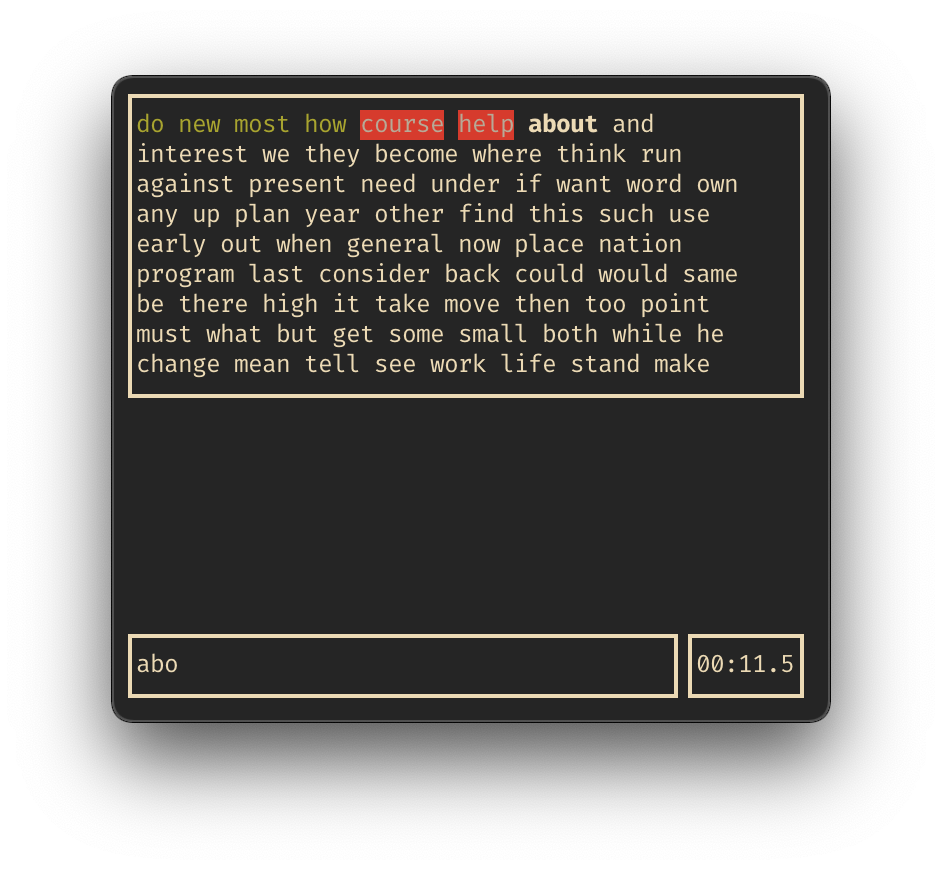 do new most how course help about and
interest we they become where think run
against present need under if want word own
any up plan year other find this such use
early out when general now place nation
program last consider back could would same
be there high it take move then too point
must what but get some small both while he
change mean tell see work life stand make
abo
00:11.5